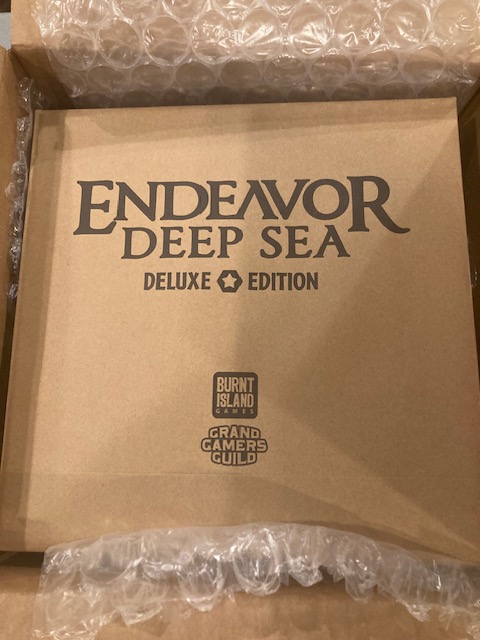 ENDEAVOR
DEEP SEA
DELUXE EDITION
BURNT
ISLAND
GAMES
GRAND
GAMERS
GUILD